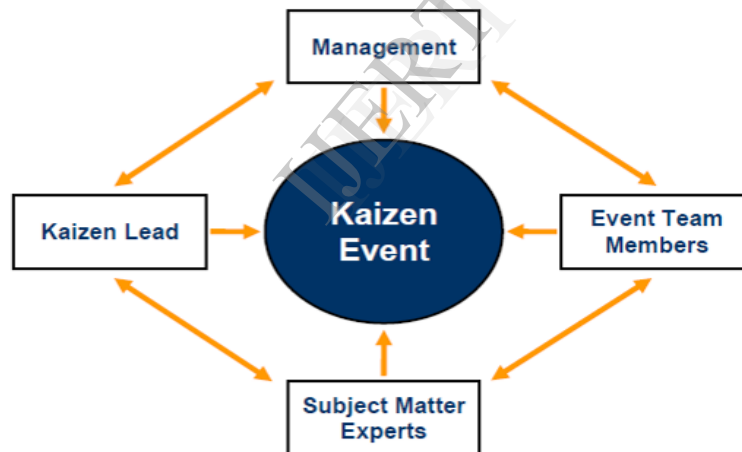 Management
IJERT
Kaizen
Event
Kaizen Lead
Event Team
Members
Subject Matter
Experts